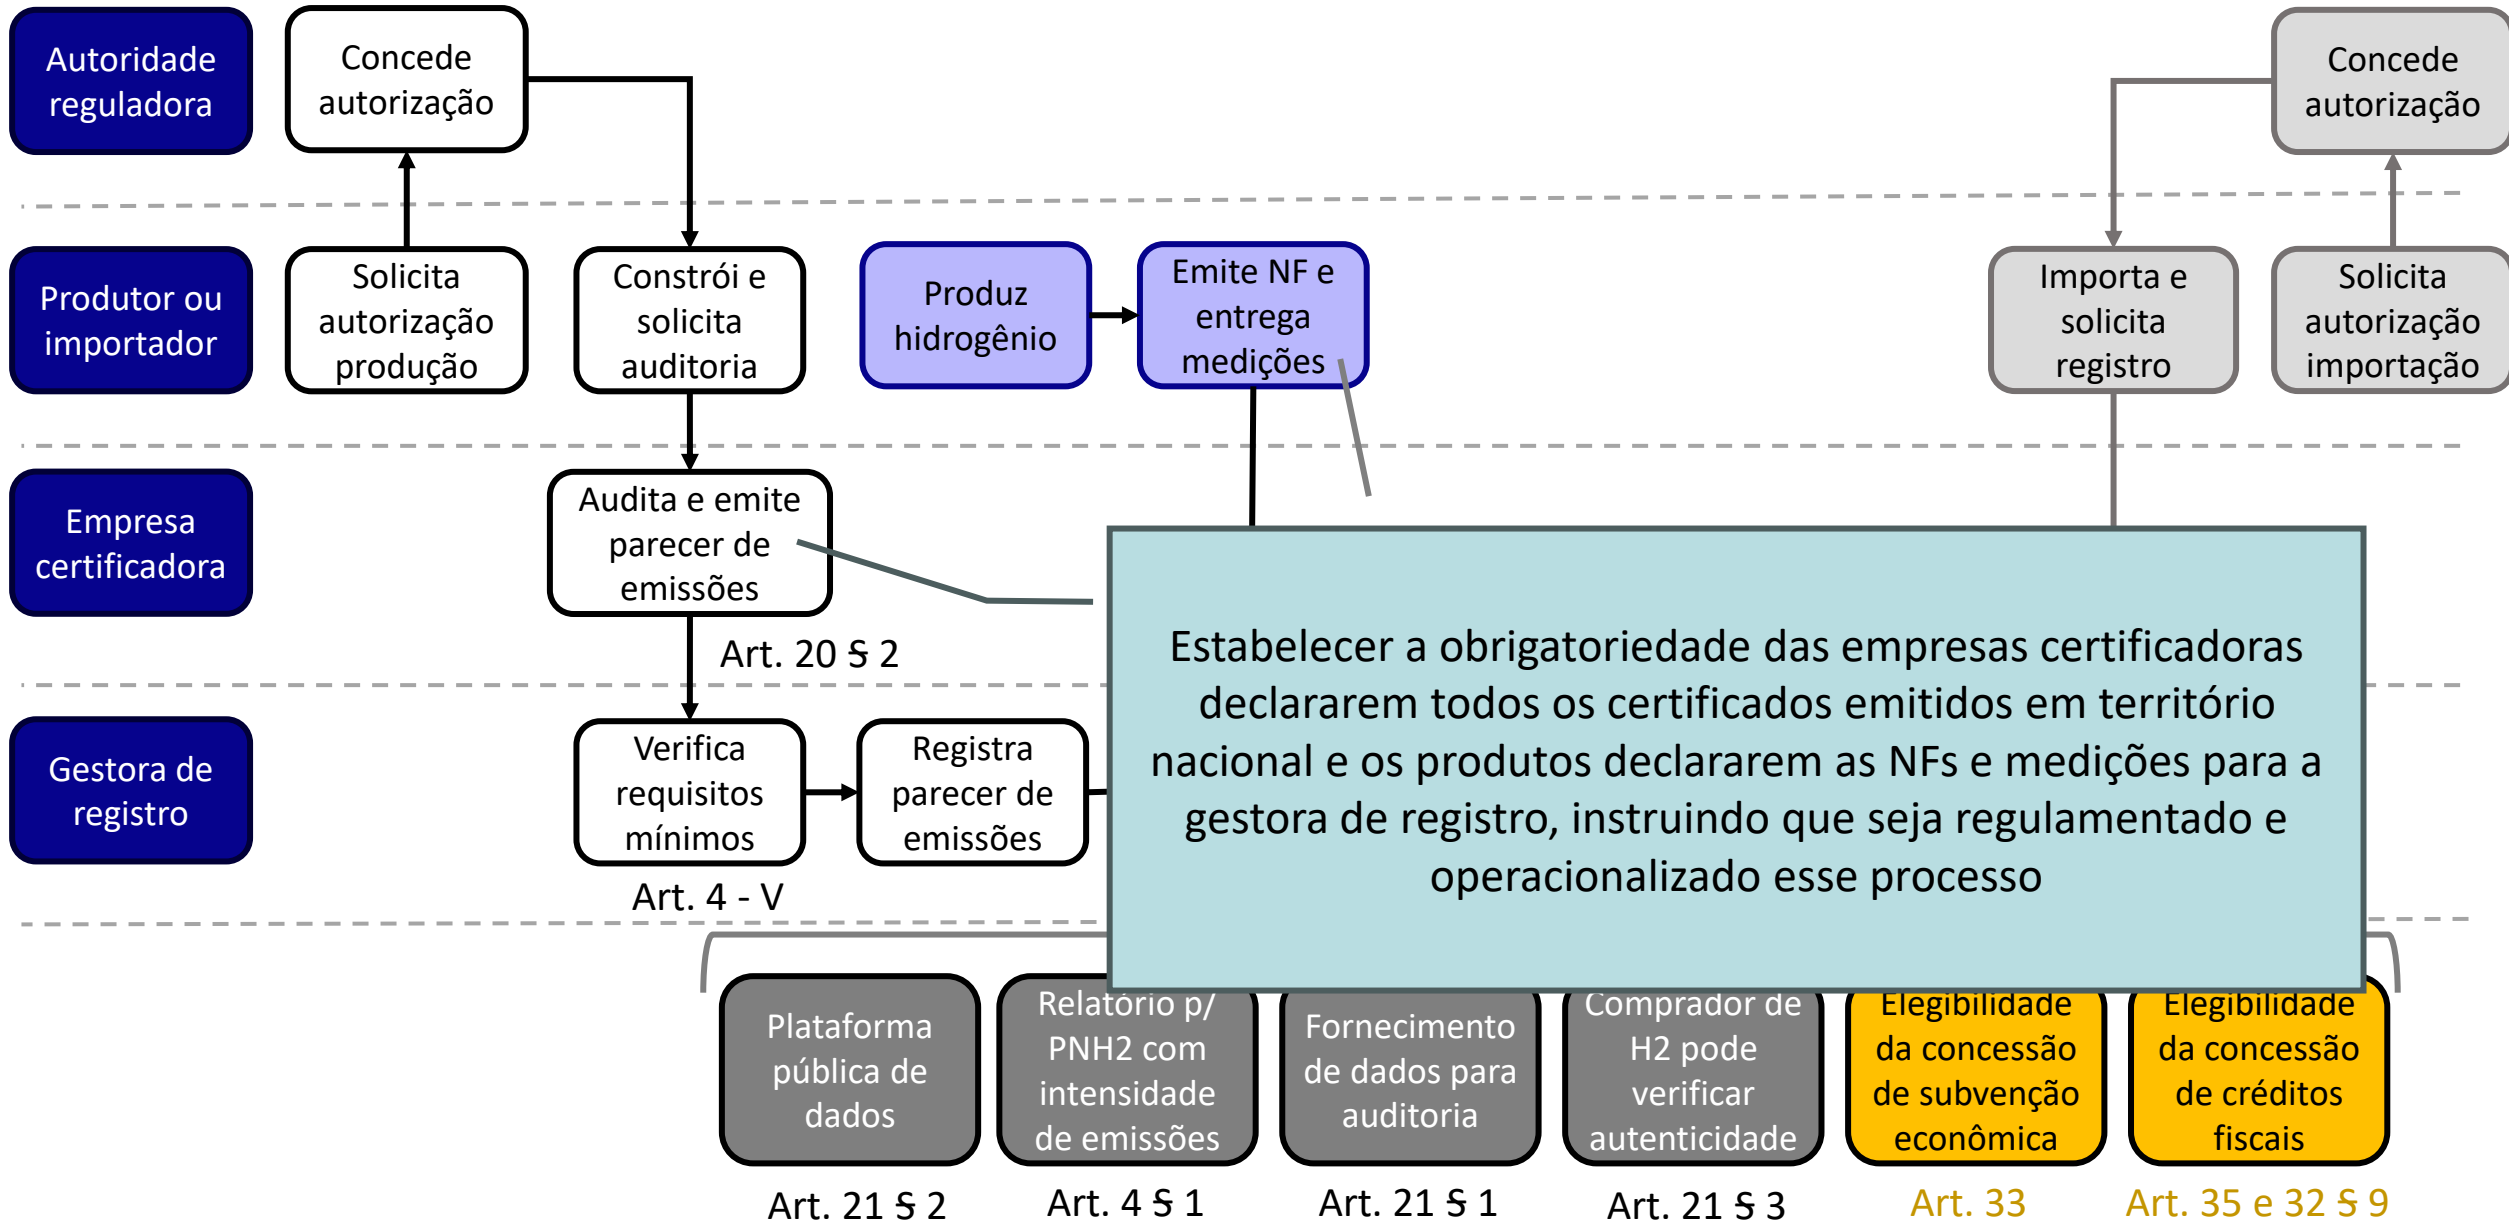 Autoridade
reguladora
Concede
autorização
Concede
autorização
Produtor ou
importador
Solicita
autorização
produção
Constrói e
solicita
auditoria
Produz
hidrogênio
Emite NF e
entrega
medições
Importa e
solicita
registro
Solicita
autorização
importação
Empresa
certificadora
Audita e emite
parecer de
emissões
Art. 20 § 2
Gestora de
registro
Verifica
requisitos
mínimos
Art. 4 - V
Registra
parecer de
emissões
Estabelecer a obrigatoriedade das empresas certificadoras
declararem todos os certificados emitidos em território
nacional e os produtos declararem as NFs e medições para a
gestora de registro, instruindo que seja regulamentado e
operacionalizado esse processo
Plataforma
pública de
dados
Relatório p/
PNH2 com
intensidade
de emissões
Fornecimento
de dados para
auditoria
Comprador de
H2 pode
verificar
autenticidade
Elegibilidade
da concessão
de subvenção
econômica
Elegibilidade
da concessão
de créditos
fiscais
Art. 21 § 2
Art. 4 § 1
Art. 21 § 1
Art. 21 § 3
Art. 33
Art. 35 e 32 § 9